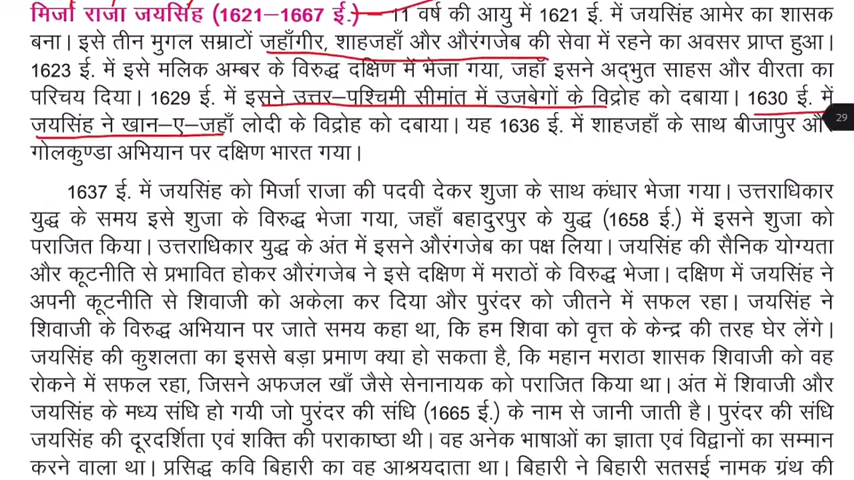 मिर्जा राजा जयसिंह (1621–1667 ई.)— 11 वर्ष की आयु में 1621 ई. में जयसिंह आमेर का शासक
बना। इसे तीन मुगल सम्राटों जहाँगीर, शाहजहाँ और औरंगजेब की सेवा में रहने का अवसर प्राप्त हुआ।
1623 ई. में इसे मलिक अम्बर के विरुद्ध दक्षिण में भेजा गया, जहाँ इसने अद्भुत साहस और वीरता का
परिचय दिया। 1629 ई. में इसने उत्तर–पश्चिमी सीमांत में उजबेगों के विद्रोह को दबाया। 1630 ई. में
जयसिंह ने खान–ए–जहाँ लोदी के विद्रोह को दबाया। यह 1636 ई. में शाहजहाँ के साथ बीजापुर और
29
गोलकुण्डा अभियान पर दक्षिण भारत गया।
1637 ई. में जयसिंह को मिर्जा राजा की पदवी देकर शुजा के साथ कंधार भेजा गया। उत्तराधिकार
युद्ध के समय इसे शुजा के विरुद्ध भेजा गया, जहाँ बहादुरपुर के युद्ध (1658 ई.) में इसने शुजा को
पराजित किया। उत्तराधिकार युद्ध के अंत में इसने औरंगजेब का पक्ष लिया। जयसिंह की सैनिक योग्यता
और कूटनीति से प्रभावित होकर औरंगजेब ने इसे दक्षिण में मराठों के विरुद्ध भेजा। दक्षिण में जयसिंह ने
अपनी कूटनीति से शिवाजी को अकेला कर दिया और पुरंदर को जीतने में सफल रहा। जयसिंह ने
शिवाजी के विरुद्ध अभियान पर जाते समय कहा था, कि हम शिवा को वृत्त के केन्द्र की तरह घेर लेंगे।
जयसिंह की कुशलता का इससे बड़ा प्रमाण क्या हो सकता है, कि महान मराठा शासक शिवाजी को वह
रोकने में सफल रहा, जिसने अफजल खाँ जैसे सेनानायक को पराजित किया था। अंत में शिवाजी और
जयसिंह के मध्य संधि हो गयी जो पुरंदर की संधि (1665 ई.) के नाम से जानी जाती है। पुरंदर की संधि
जयसिंह की दूरदर्शिता एवं शक्ति की पराकाष्ठा थी। वह अनेक भाषाओं का ज्ञाता एवं विद्वानों का सम्मान
करने वाला था। प्रसिद्ध कवि बिहारी का वह आश्रयदाता था। बिहारी ने बिहारी सतसई नामक ग्रंथ की